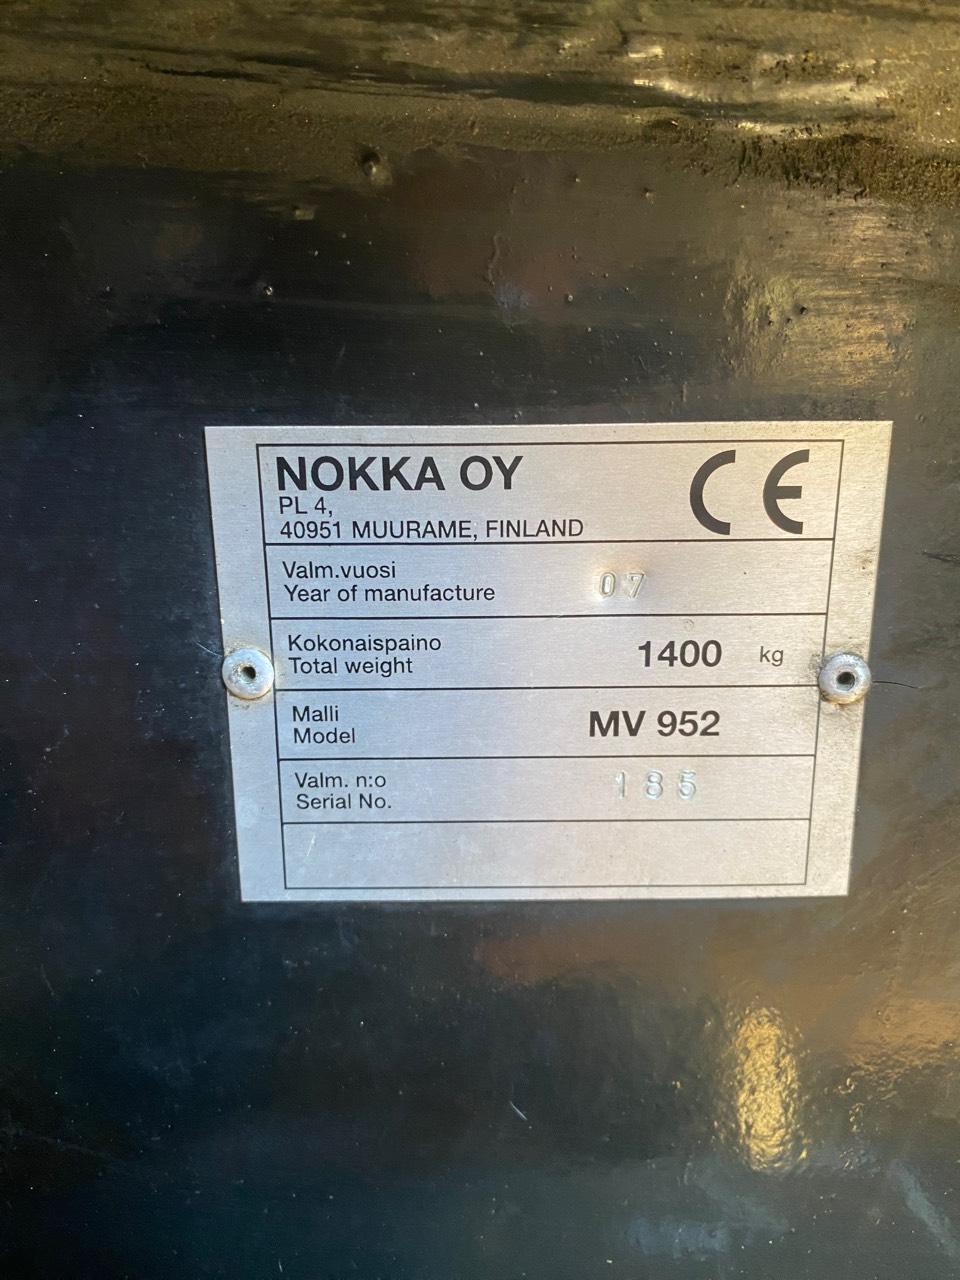 NOKKA OY
PL 4,
40951 MUURAME, FINLAND
CE
Valm.vuosi
Year of manufacture
07
Kokonaispaino
Total weight
1400 kg
Malli
Model
MV 952
Valm. n:o
Serial No.
185